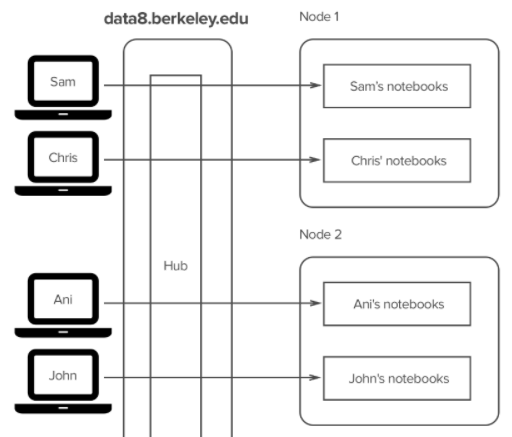 data8.berkeley.edu
Node 1
Sam
Sam's notebooks
Chris
Chris' notebooks
Node 2
Hub
Ani
Ani's notebooks
John
John's notebooks